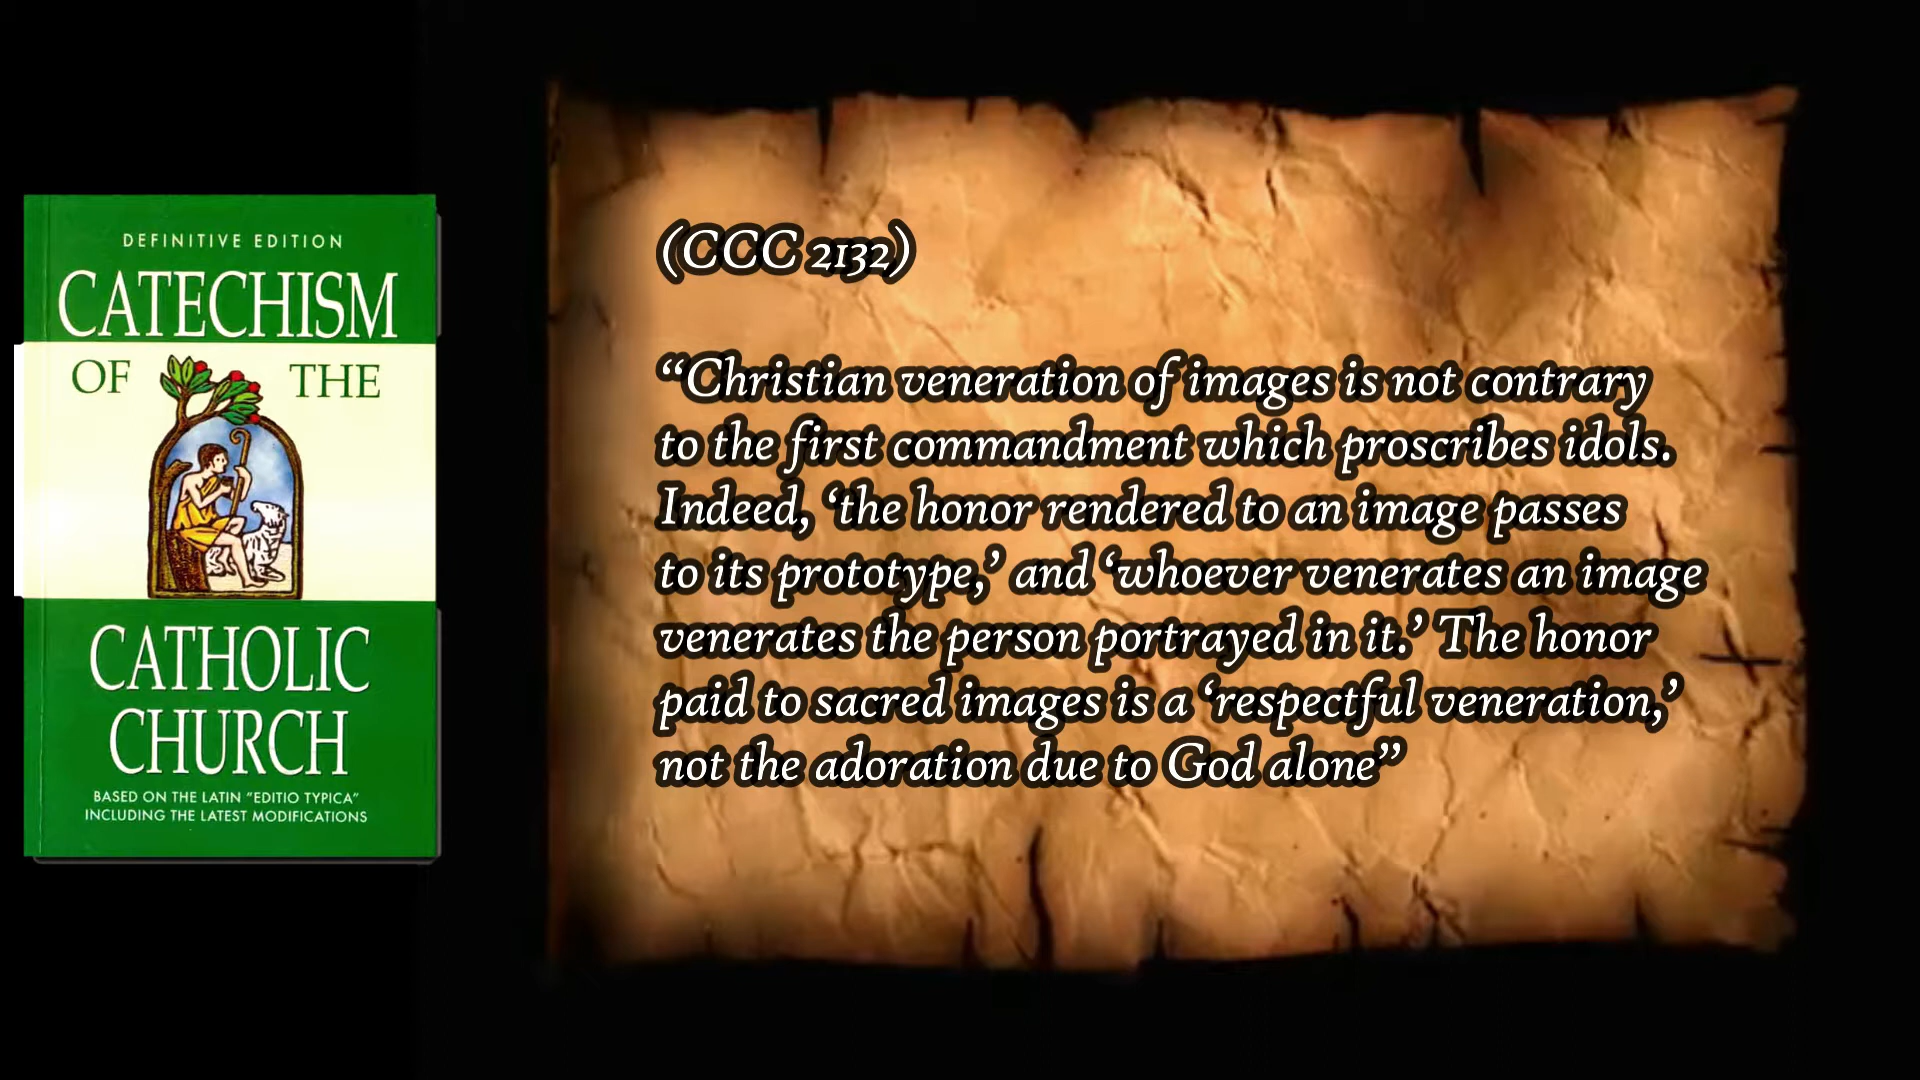 DEFINITIVE EDITION
CATECHISM
OF THE
CATHOLIC
CHURCH
BASED ON THE LATIN “EDITIO TYPICA”
INCLUDING THE LATEST MODIFICATIONS
(CCC 2132)
“Christian veneration of images is not contrary
to the first commandment which proscribes idols.
Indeed, ‘the honor rendered to an image passes
to its prototype,’ and ‘whoever venerates an image
venerates the person portrayed in it.’ The honor
paid to sacred images is a ‘respectful veneration,’
not the adoration due to God alone”